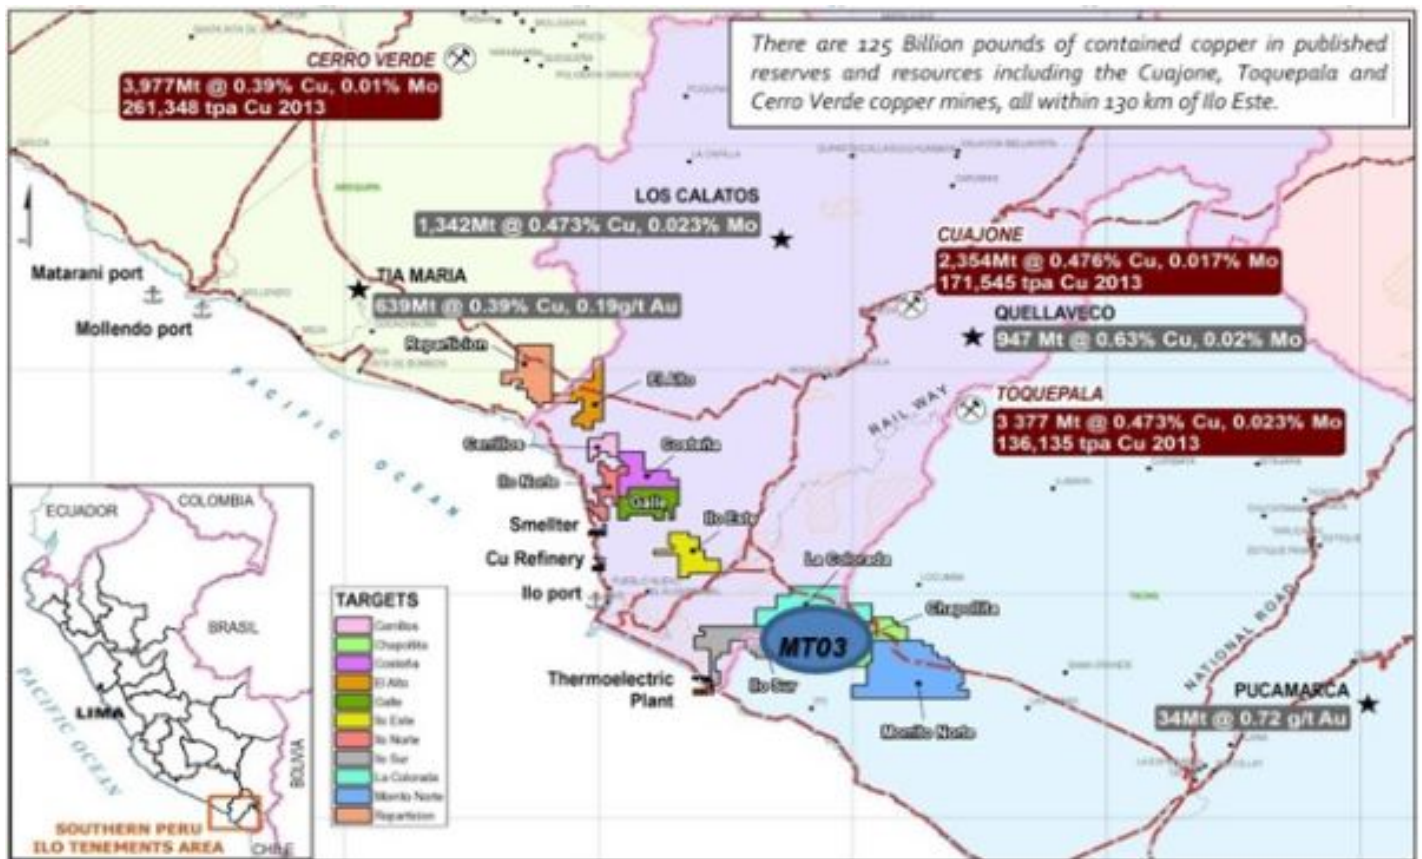 There are 125 Billion pounds of contained copper in published
reserves and resources including the Cuajone, Toquepala and
Cerro Verde copper mines, all within 130 km of Ilo Este.
CERRO VERDE
3,977Mt @ 0.39% Cu, 0.01% Mo
261,348 tpa Cu 2013
LOS CALATOS
1,342Mt @ 0.473% Cu, 0.023% Mo
CUAJONE
2,354Mt @ 0.476% Cu, 0.017% Mo
171,545 tpa Cu 2013
Matarani port
TIA MARIA
639Mt @ 0.39% Cu, 0.19g/t Au
Mollendo port
QUELLAVECO
947 Mt @ 0.63% Cu, 0.02% Mo
Reparticion
El Alto
TOQUEPALA
3 377 Mt @ 0.473% Cu, 0.023% Mo
136,135 tpa Cu 2013
RAIL WAY
PACIFIC OCEAN
Cerrillos
Costeña
Ilo Norte
Galle
Ilo Este
Smellter
Cu Refinery
Ilo port
La Colorada
Chapollita
MT03
Ilo Sur
Thermoelectric
Plant
Morrito Norte
NATIONAL ROAD
PUCAMARCA
34Mt @ 0.72 g/t Au
ECUADOR
COLOMBIA
BRASIL
PACIFIC OCEAN
LIMA
BOLIVIA
CHILE
SOUTHERN PERU
ILO TENEMENTS AREA
TARGETS
Cerrillos
Chapollita
Costeña
El Alto
Galle
Ilo Este
Ilo Norte
Ilo Sur
La Colorada
Morrito Norte
Reparticion